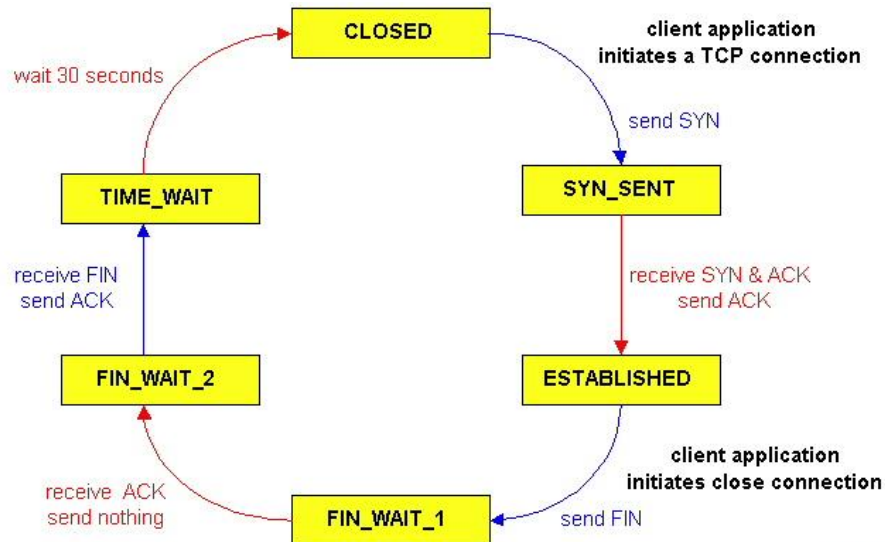 CLOSED
client application
initiates a TCP connection
wait 30 seconds
send SYN
TIME_WAIT
SYN_SENT
receive FIN
send ACK
receive SYN & ACK
send ACK
FIN_WAIT_2
ESTABLISHED
client application
initiates close connection
receive ACK
send nothing
FIN_WAIT_1
send FIN